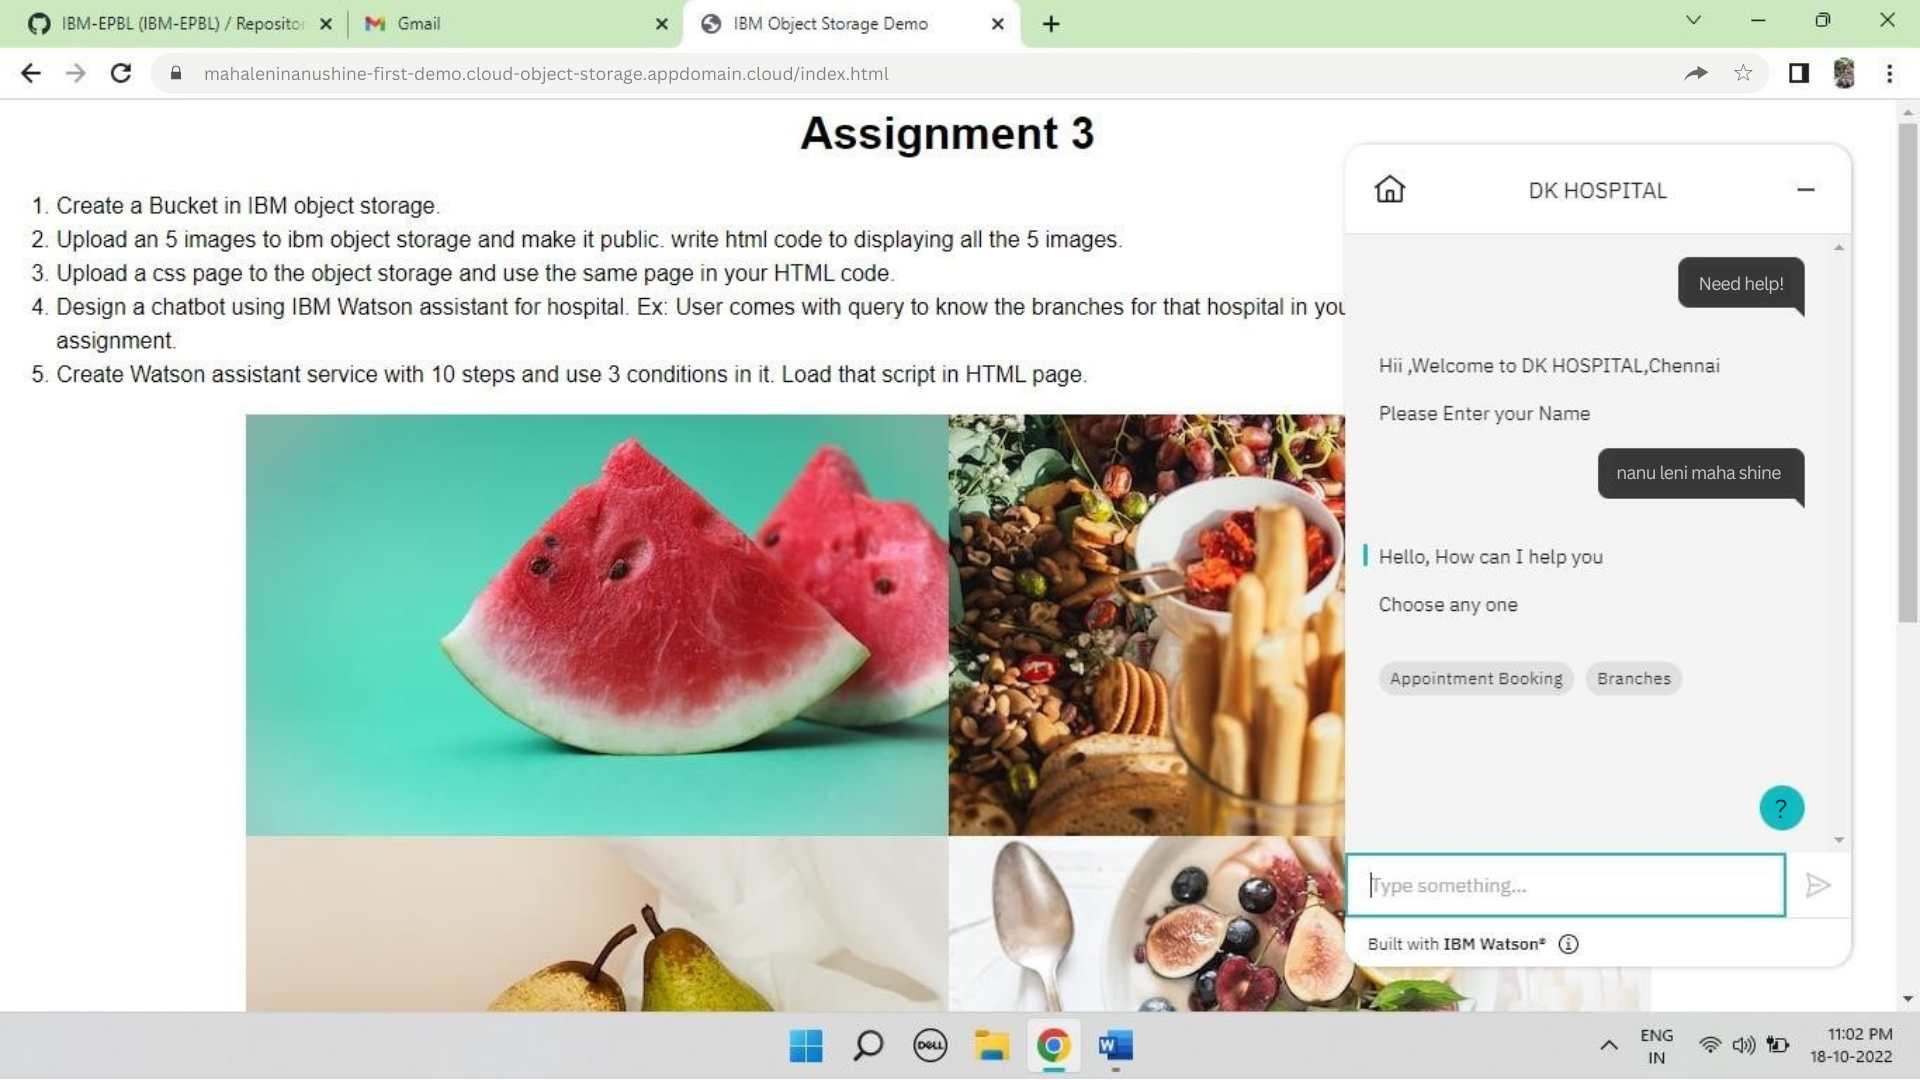 IBM-EPBL (IBM-EPBL) / Repositor
Gmail
IBM Object Storage Demo
mahaleninanushine-first-demo.cloud-object-storage.appdomain.cloud/index.html
Assignment 3
1. Create a Bucket in IBM object storage.
2. Upload an 5 images to ibm object storage and make it public. write html code to displaying all the 5 images.
3. Upload a css page to the object storage and use the same page in your HTML code.
4. Design a chatbot using IBM Watson assistant for hospital. Ex: User comes with query to know the branches for that hospital in you
assignment.
5. Create Watson assistant service with 10 steps and use 3 conditions in it. Load that script in HTML page.
DK HOSPITAL
Need help!
Hii ,Welcome to DK HOSPITAL,Chennai
Please Enter your Name
nanu leni maha shine
Hello, How can I help you
Choose any one
Appointment Booking
Branches
?
Type something...
Built with IBM Watson®
DELL
W
ENG
IN
11:02 PM
18-10-2022